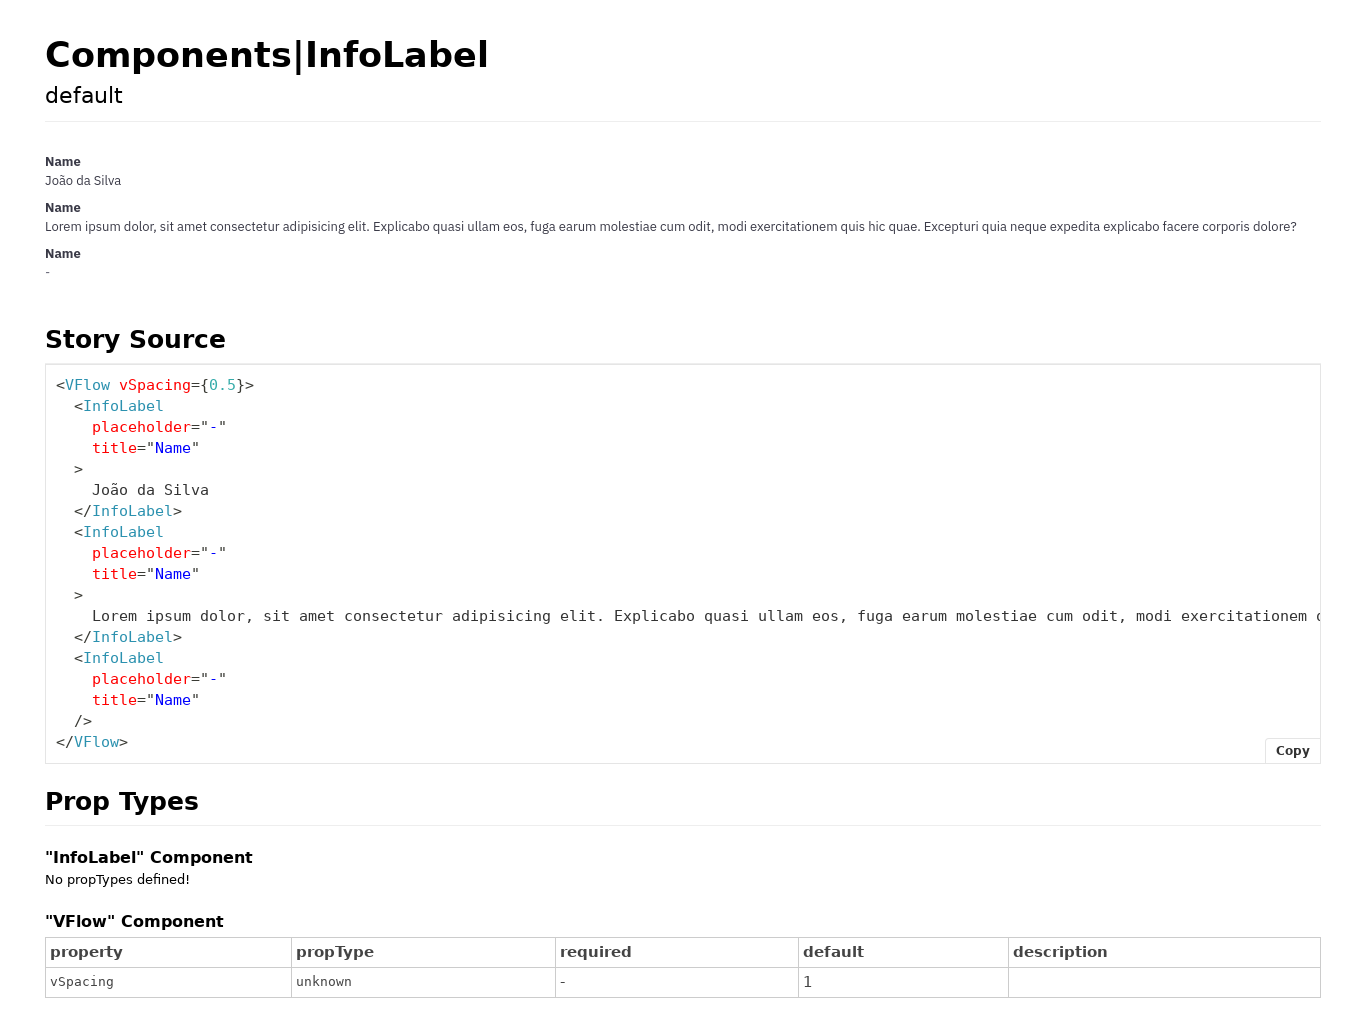 Components|InfoLabel
default
Name
João da Silva
Name
Lorem ipsum dolor, sit amet consectetur adipisicing elit. Explicabo quasi ullam eos, fuga earum molestiae cum odit, modi exercitationem quis hic quae. Excepturi quia neque expedita explicabo facere corporis dolore?
Name
-
Story Source
<VFlow vSpacing={0.5}>
<InfoLabel
placeholder="-"
title="Name"
>
João da Silva
</InfoLabel>
<InfoLabel
placeholder="-"
title="Name"
>
Lorem ipsum dolor, sit amet consectetur adipisicing elit. Explicabo quasi ullam eos, fuga earum molestiae cum odit, modi exercitationem
</InfoLabel>
<InfoLabel
placeholder="-"
title="Name"
/>
</VFlow>
Copy
Prop Types
"InfoLabel" Component
No propTypes defined!
"VFlow" Component
property propType required default description
vSpacing unknown - 1